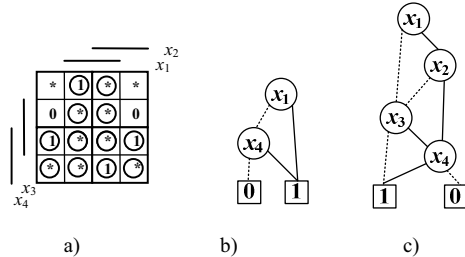 x₂
x₁
* 1 * *
0 * * 0
1 * * 1
* * 1 *
x₃
x₄
a)
x₁
x₄
0 1
b)
x₁
x₂
x₃
x₄
1 0
c)